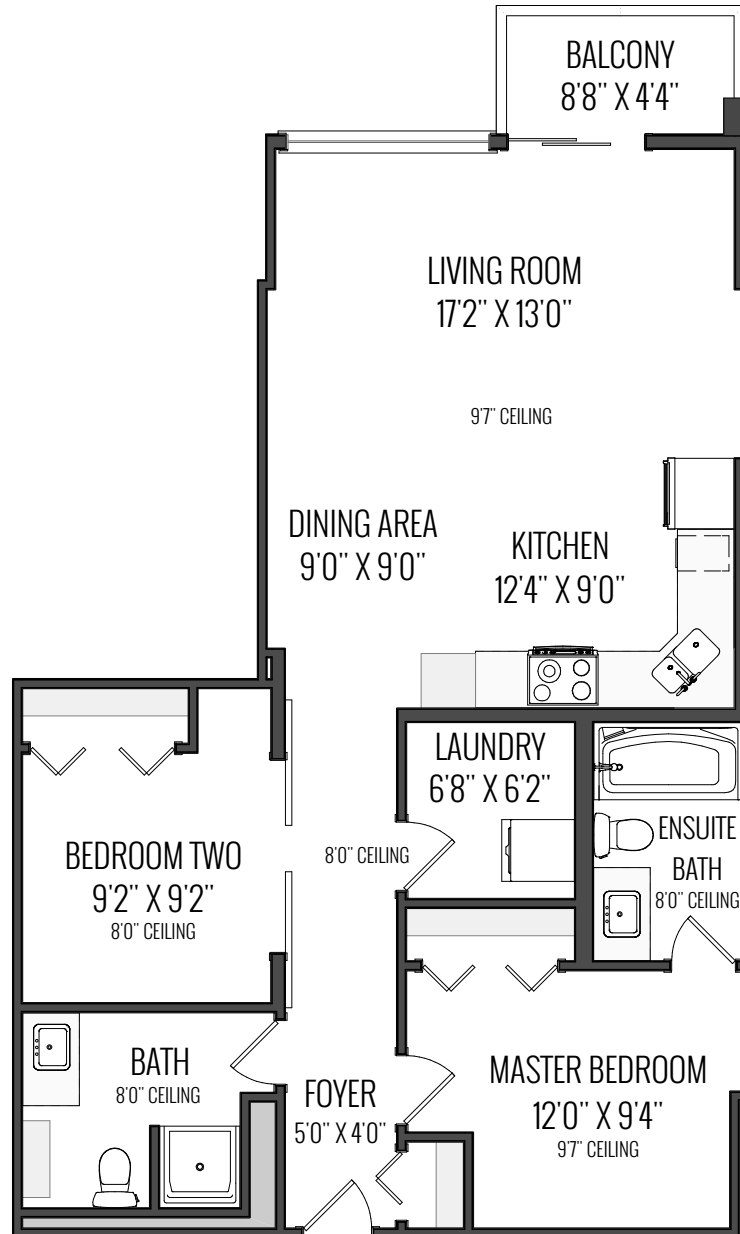 BALCONY
8'8" X 4'4"
LIVING ROOM
17'2" X 13'0"
9'7" CEILING
DINING AREA
9'0" X 9'0"
KITCHEN
12'4" X 9'0"
LAUNDRY
6'8" X 6'2"
ENSUITE
BATH
8'0" CEILING
8'0" CEILING
BEDROOM TWO
9'2" X 9'2"
8'0" CEILING
BATH
8'0" CEILING
FOYER
5'0" X 4'0"
MASTER BEDROOM
12'0" X 9'4"
9'7" CEILING